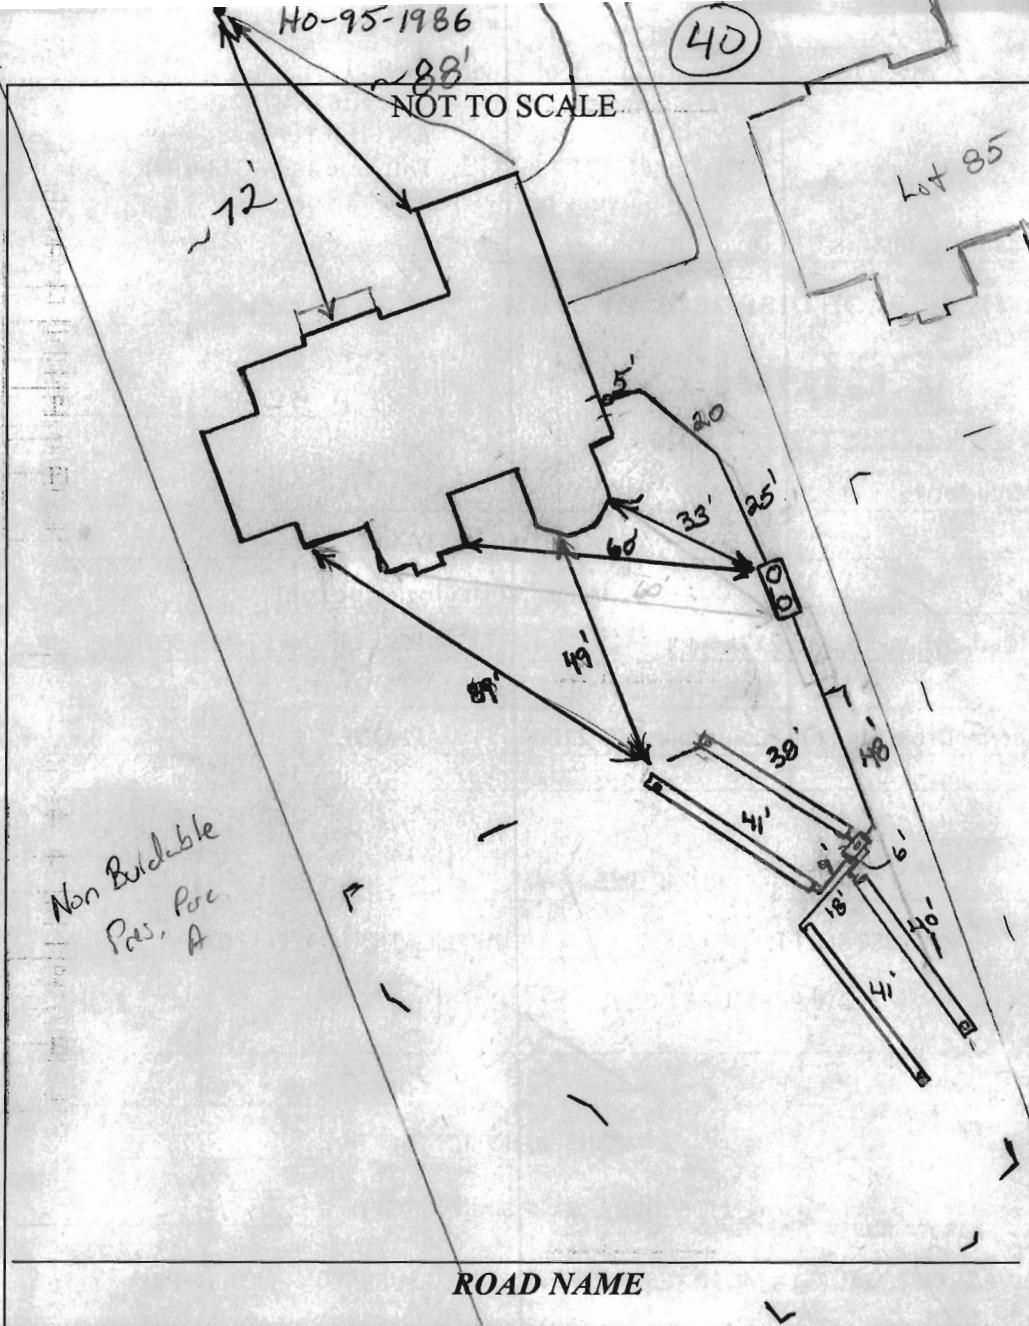 HO-95-1986
40
~88'
NOT TO SCALE
Lot 85
~72'
5'
20
25'
33'
60'
60'
49'
89'
38'
48'
41'
9'
6'
18
40'
41'
Non Buildable
Pres. Parc
A
ROAD NAME